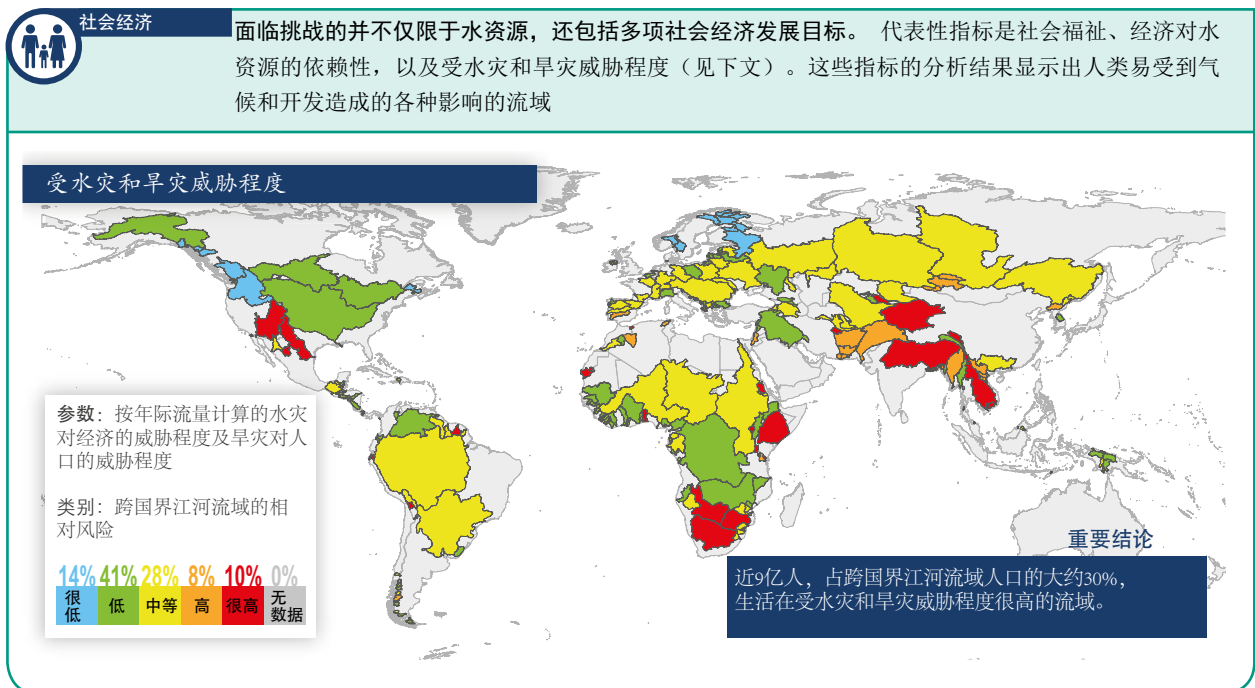 社会经济
面临挑战的并不仅限于水资源，还包括多项社会经济发展目标。 代表性指标是社会福祉、经济对水
资源的依赖性，以及受水灾和旱灾威胁程度（见下文）。这些指标的分析结果显示出人类易受到气
候和开发造成的各种影响的流域
受水灾和旱灾威胁程度
参数：按年际流量计算的水灾
对经济的威胁程度及旱灾对人
口的威胁程度
类别：跨国界江河流域的相
对风险
14% 41% 28% 8% 10% 0%
很低 低 中等 高 很高 无数据
重要结论
近9亿人，占跨国界江河流域人口的大约30%，
生活在受水灾和旱灾威胁程度很高的流域。